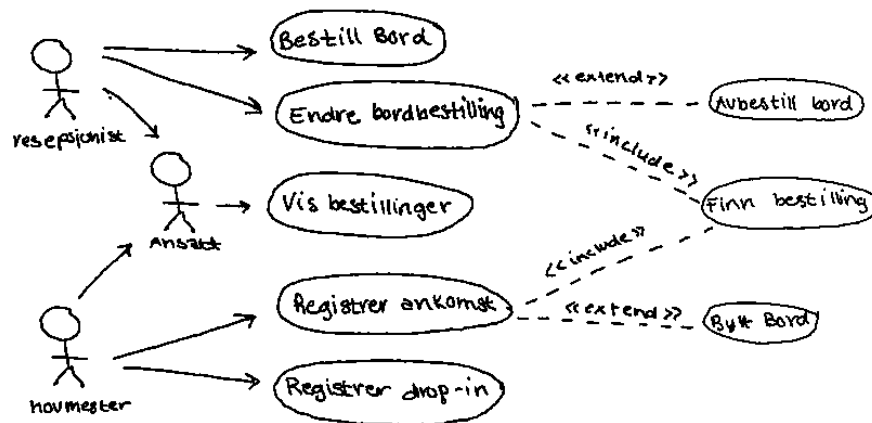 Bestill Bord
Endre bordbestilling
<<extend>>
Avbestill bord
resepsjonist
<<include>>
Vis bestillinger
Finn bestilling
Ansatt
<<include>>
Registrer ankomst
<<extend>>
Bytt Bord
Registrer drop-in
hovmester